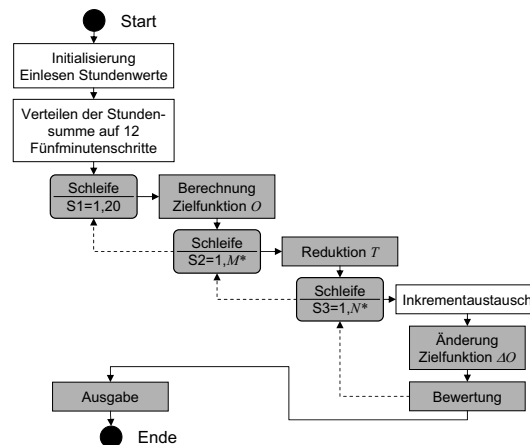 Start
Initialisierung
Einlesen Stundenwerte
Verteilen der Stunden-
summe auf 12
Fünfminutenschritte
Schleife
S1=1,20
Berechnung
Zielfunktion O
Schleife
S2=1,M*
Reduktion T
Schleife
S3=1,N*
Inkrementaustausch
Änderung
Zielfunktion ΔO
Bewertung
Ausgabe
Ende